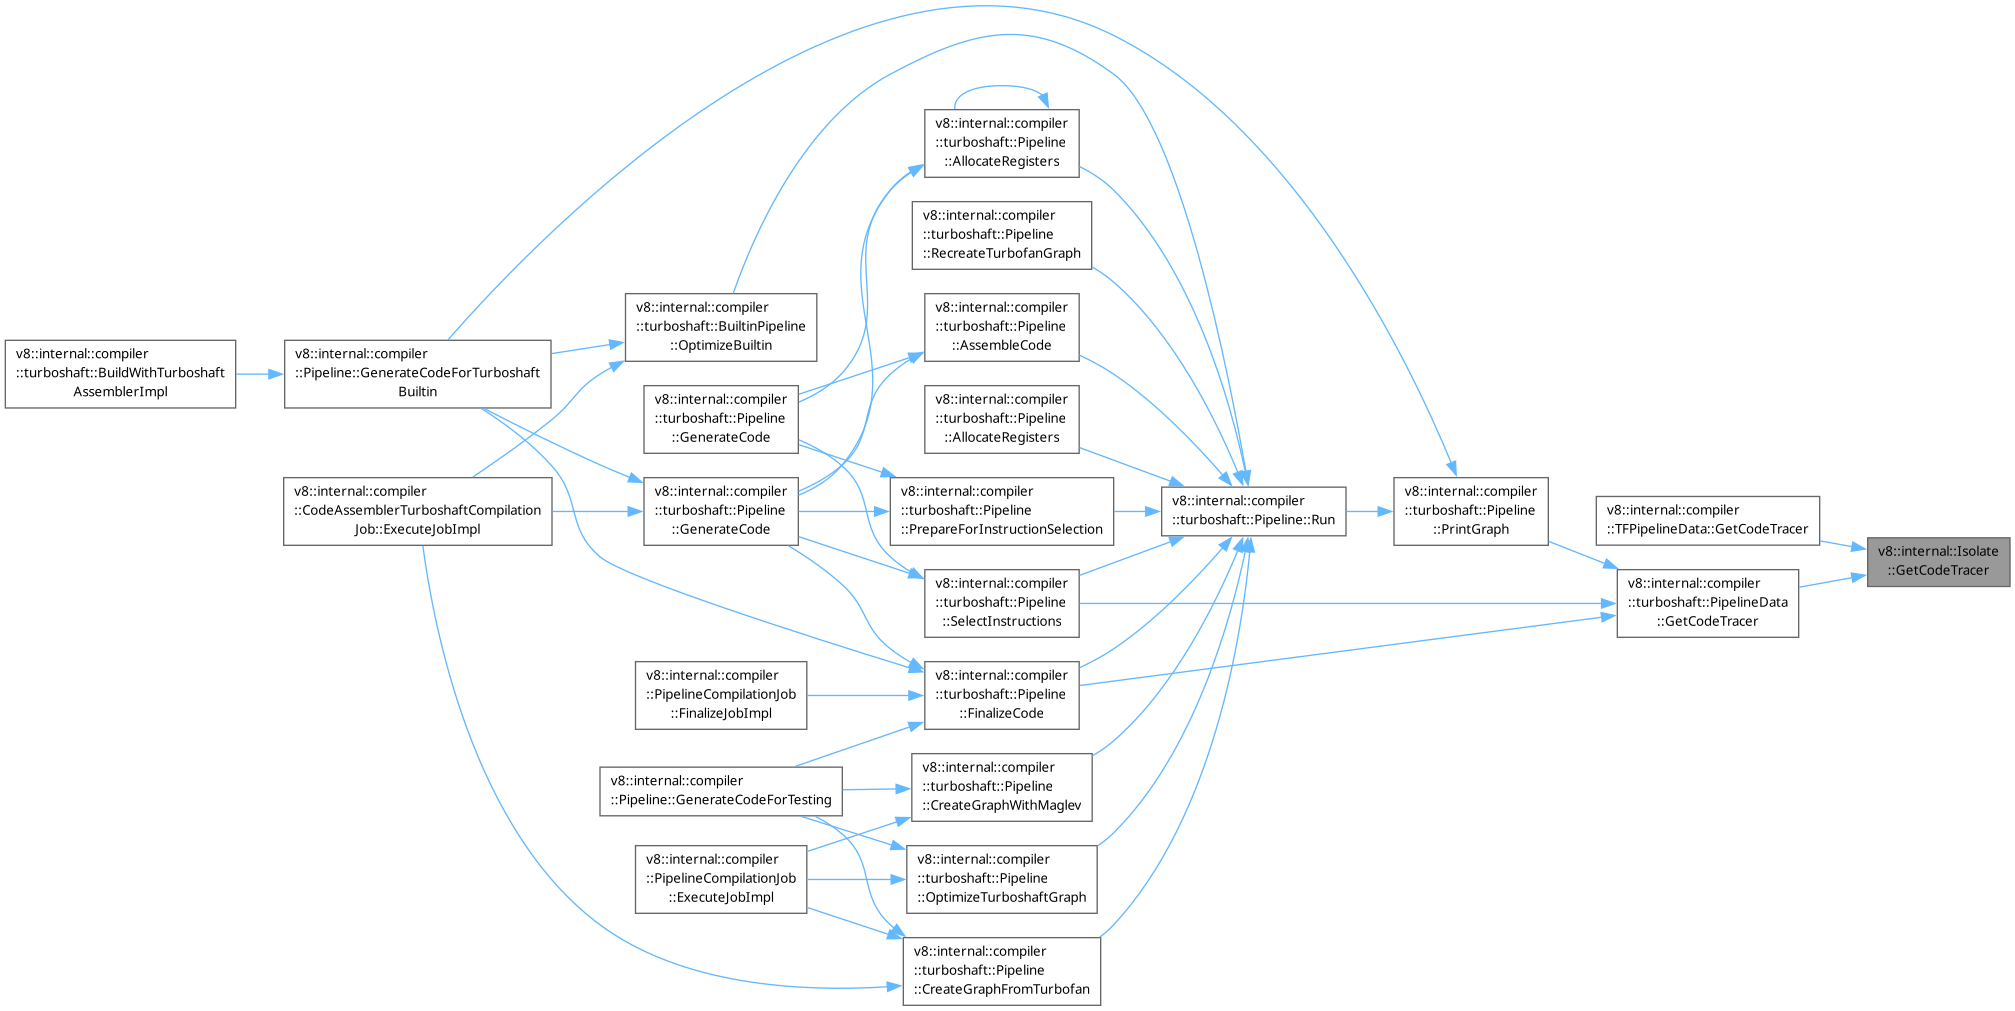 v8::internal::compiler
::turboshaft::Pipeline
::AllocateRegisters
v8::internal::compiler
::turboshaft::Pipeline
::RecreateTurbofanGraph
v8::internal::compiler
::turboshaft::BuiltinPipeline
::OptimizeBuiltin
v8::internal::compiler
::turboshaft::Pipeline
::AssembleCode
v8::internal::compiler
::turboshaft::BuildWithTurboshaft
AssemblerImpl
v8::internal::compiler
::Pipeline::GenerateCodeForTurboshaft
Builtin
v8::internal::compiler
::turboshaft::Pipeline
::GenerateCode
v8::internal::compiler
::turboshaft::Pipeline
::AllocateRegisters
v8::internal::compiler
::CodeAssemblerTurboshaftCompilation
Job::ExecuteJobImpl
v8::internal::compiler
::turboshaft::Pipeline
::GenerateCode
v8::internal::compiler
::turboshaft::Pipeline
::PrepareForInstructionSelection
v8::internal::compiler
::turboshaft::Pipeline::Run
v8::internal::compiler
::turboshaft::Pipeline
::PrintGraph
v8::internal::compiler
::TFPipelineData::GetCodeTracer
v8::internal::Isolate
::GetCodeTracer
v8::internal::compiler
::turboshaft::Pipeline
::SelectInstructions
v8::internal::compiler
::turboshaft::PipelineData
::GetCodeTracer
v8::internal::compiler
::PipelineCompilationJob
::FinalizeJobImpl
v8::internal::compiler
::turboshaft::Pipeline
::FinalizeCode
v8::internal::compiler
::Pipeline::GenerateCodeForTesting
v8::internal::compiler
::turboshaft::Pipeline
::CreateGraphWithMaglev
v8::internal::compiler
::PipelineCompilationJob
::ExecuteJobImpl
v8::internal::compiler
::turboshaft::Pipeline
::OptimizeTurboshaftGraph
v8::internal::compiler
::turboshaft::Pipeline
::CreateGraphFromTurbofan